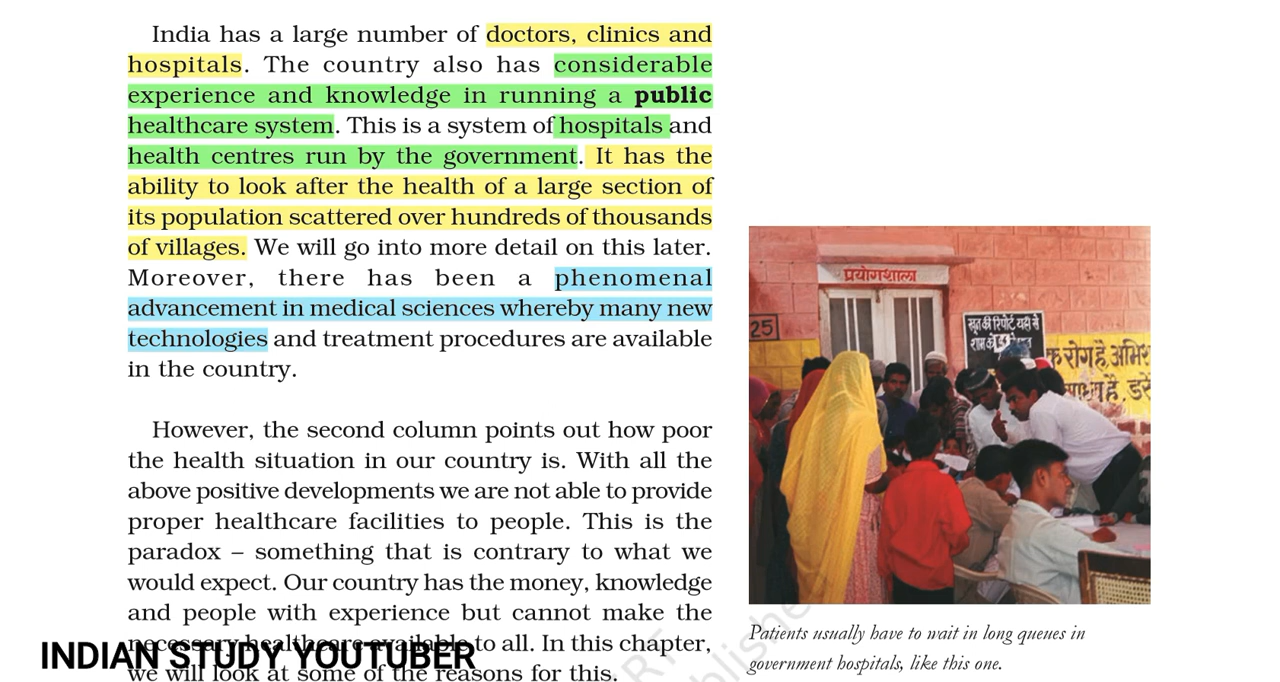 India has a large number of doctors, clinics and
hospitals. The country also has considerable
experience and knowledge in running a public
healthcare system. This is a system of hospitals and
health centres run by the government. It has the
ability to look after the health of a large section of
its population scattered over hundreds of thousands
of villages. We will go into more detail on this later.
Moreover, there has been a phenomenal
advancement in medical sciences whereby many new
technologies and treatment procedures are available
in the country.
However, the second column points out how poor
the health situation in our country is. With all the
above positive developments we are not able to provide
proper healthcare facilities to people. This is the
paradox – something that is contrary to what we
would expect. Our country has the money, knowledge
and people with experience but cannot make the
necessary healthcare available to all. In this chapter,
we will look at some of the reasons for this.
INDIAN STUDY YOUTUBER
प्रयोगशाला
25
खून की रिपोर्ट यहीं से
शाम को
रोग है, अभि
है, डरें
Patients usually have to wait in long queues in
government hospitals, like this one.